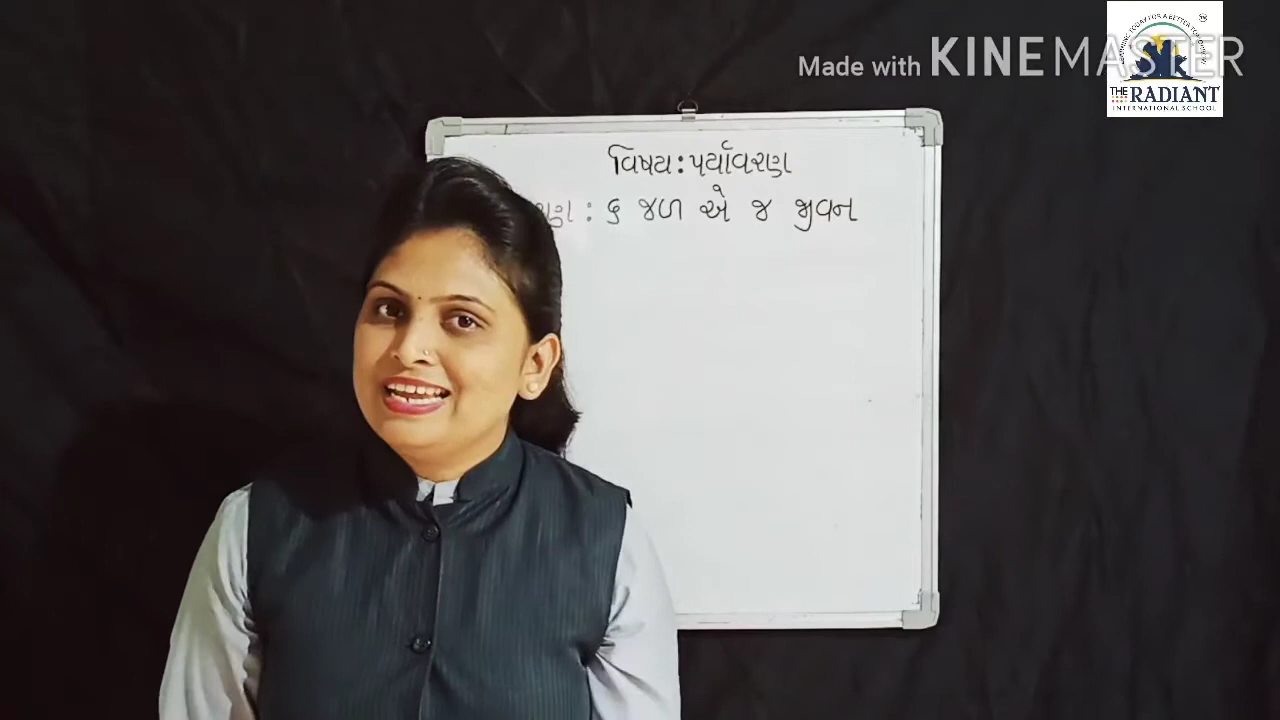 Made with KINEMASTER
THE RADIANT
INTERNATIONAL SCHOOL
વિષય : પર્યાવરણ
: ૬ જળ એ જ જીવન